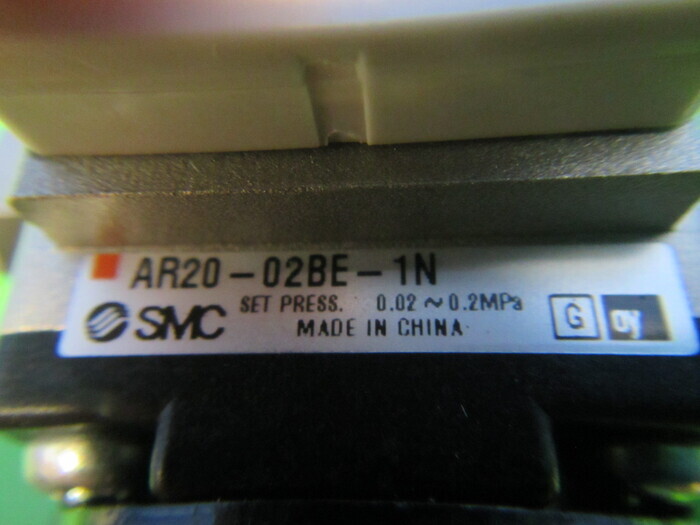 AR20-02BE-1N
SMC SET PRESS. 0.02~0.2MPa
MADE IN CHINA
G